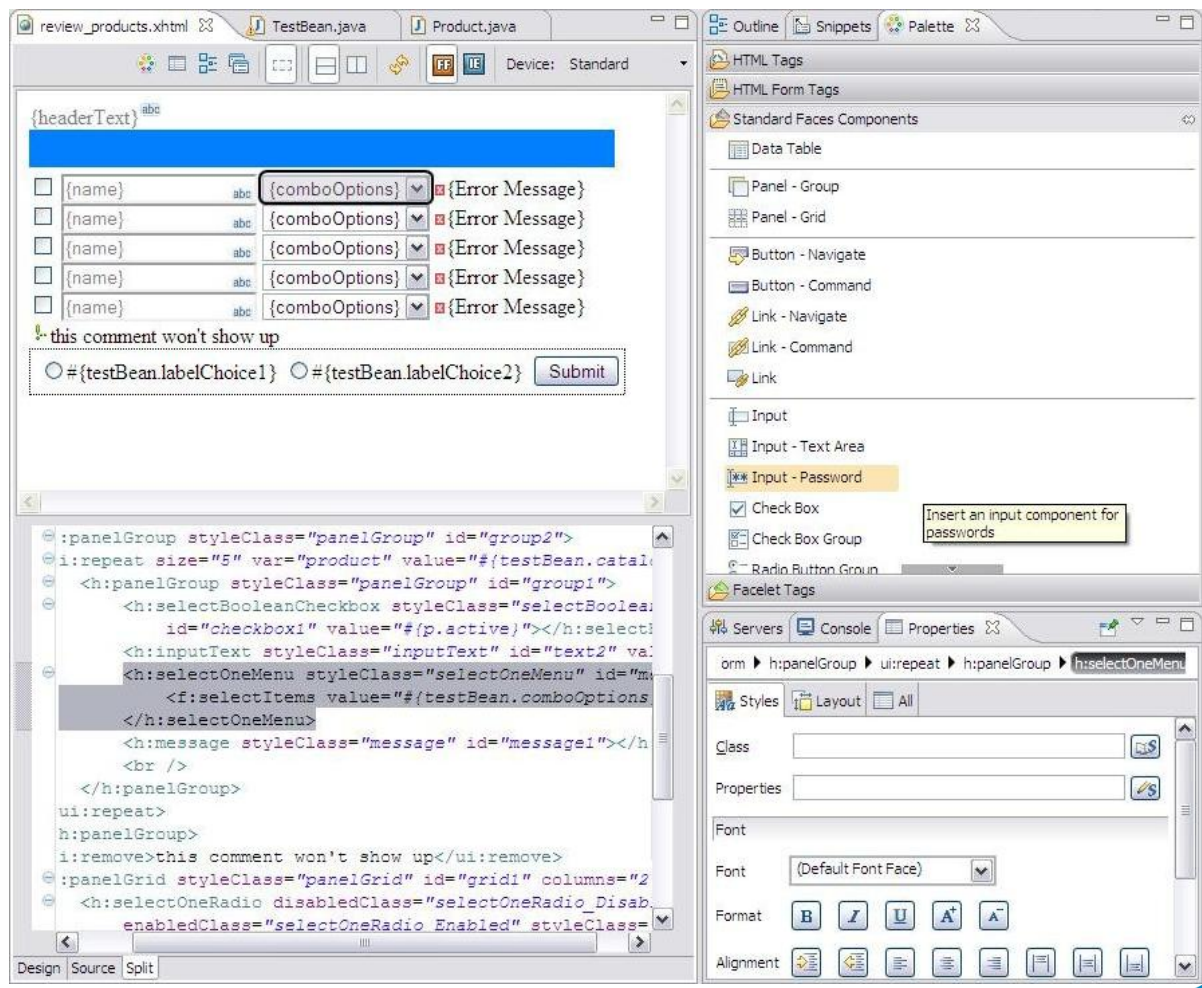 review_products.xhtml
TestBean.java
Product.java
Device: Standard
{headerText} abc
{name} abc {comboOptions} {Error Message}
{name} abc {comboOptions} {Error Message}
{name} abc {comboOptions} {Error Message}
{name} abc {comboOptions} {Error Message}
{name} abc {comboOptions} {Error Message}
this comment won't show up
#{testBean.labelChoice1} #{testBean.labelChoice2} Submit
:panelGroup styleClass="panelGroup" id="group2">
i:repeat size="5" var="product" value="#{testBean.catal
<h:panelGroup styleClass="panelGroup" id="group1">
<h:selectBooleanCheckbox styleClass="selectBoolea
id="checkbox1" value="#{p.active}"></h:select
<h:inputText styleClass="inputText" id="text2" val
<h:selectOneMenu styleClass="selectOneMenu" id="m
<f:selectItems value="#{testBean.comboOptions
</h:selectOneMenu>
<h:message styleClass="message" id="message1"></h
<br />
</h:panelGroup>
ui:repeat>
h:panelGroup>
i:remove>this comment won't show up</ui:remove>
:panelGrid styleClass="panelGrid" id="grid1" columns="2
<h:selectOneRadio disabledClass="selectOneRadio_Disab
enabledClass="selectOneRadio_Enabled" styleClass=
Design Source Split
Outline Snippets Palette
HTML Tags
HTML Form Tags
Standard Faces Components
Data Table
Panel - Group
Panel - Grid
Button - Navigate
Button - Command
Link - Navigate
Link - Command
Link
Input
Input - Text Area
Input - Password
Check Box
Insert an input component for
passwords
Check Box Group
Radio Button Group
Facelet Tags
Servers Console Properties
orm h:panelGroup ui:repeat h:panelGroup h:selectOneMenu
Styles Layout All
Class
Properties
Font
Font (Default Font Face)
Format B I U A+ A-
Alignment